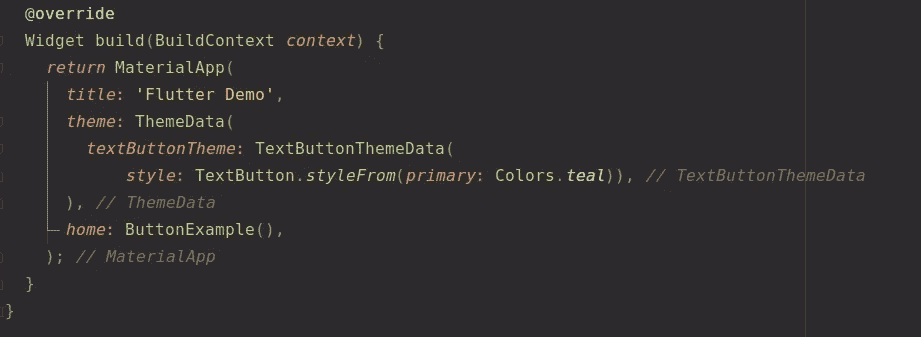 @override
Widget build(BuildContext context) {
return MaterialApp(
title: 'Flutter Demo',
theme: ThemeData(
textButtonTheme: TextButtonThemeData(
style: TextButton.styleFrom(primary: Colors.teal)), // TextButtonThemeData
), // ThemeData
home: ButtonExample(),
); // MaterialApp
}
}